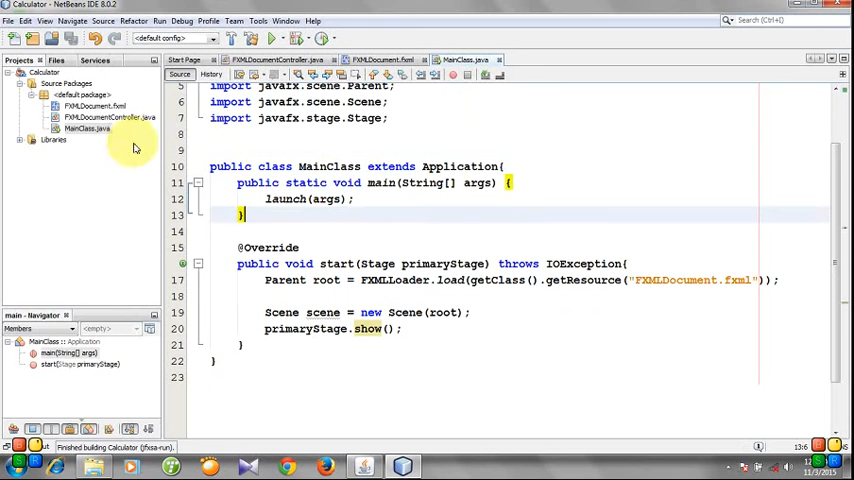 Calculator - NetBeans IDE 8.0.2
File Edit View Navigate Source Refactor Run Debug Profile Team Tools Window Help
Search (Ctrl+I)
<default config>
Projects Files Services
Start Page FXMLDocumentController.java FXMLDocument.fxml MainClass.java
Source History
Calculator
Source Packages
<default package>
FXMLDocument.fxml
FXMLDocumentController.java
MainClass.java
Libraries
5 import javafx.scene.Parent;
6 import javafx.scene.Scene;
7 import javafx.stage.Stage;
8
9
10 public class MainClass extends Application{
11 public static void main(String[] args) {
12 launch(args);
13 }
14
15 @Override
16 public void start(Stage primaryStage) throws IOException{
17 Parent root = FXMLLoader.load(getClass().getResource("FXMLDocument.fxml"));
18
19 Scene scene = new Scene(root);
20 primaryStage.show();
21 }
22 }
23
main - Navigator
Members <empty>
MainClass :: Application
main(String[] args)
start(Stage primaryStage)
Finished building Calculator (jfxsa-run).
13:6
11/3/2015